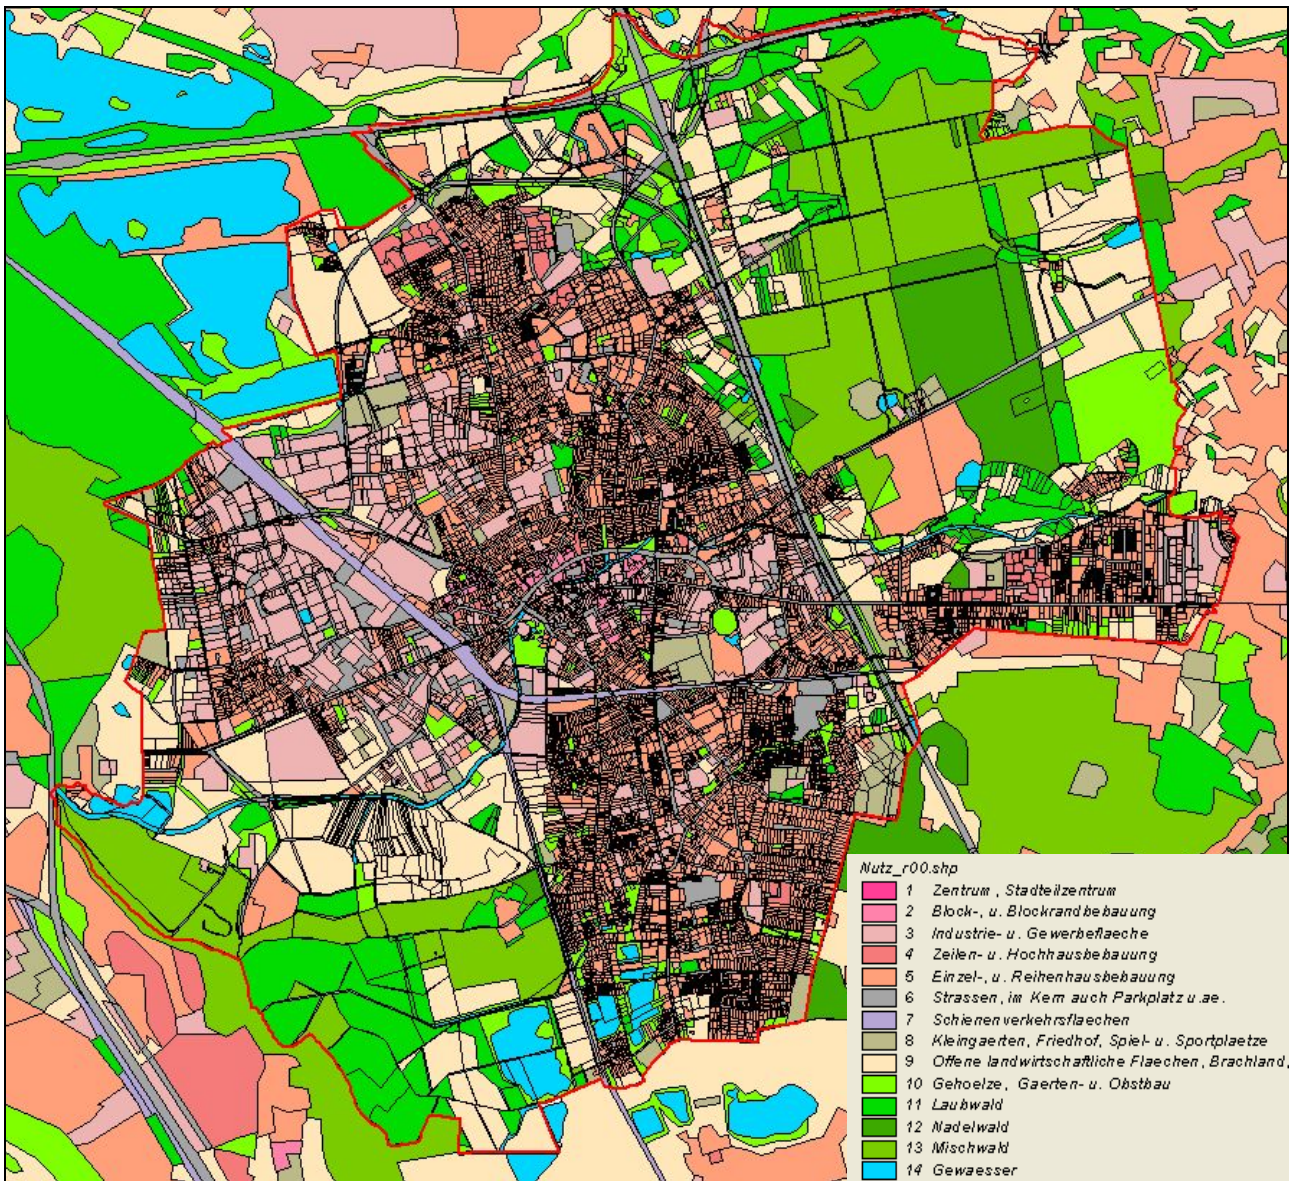 Nutz_r00.shp
1 Zentrum, Stadteilzentrum
2 Block-, u. Blockrandbebauung
3 Industrie- u. Gewerbeflaeche
4 Zeilen- u. Hochhausbebauung
5 Einzel-, u. Reihenhausbebauung
6 Strassen, im Kern auch Parkplatz u.ae.
7 Schienenverkehrsflaechen
8 Kleingaerten, Friedhof, Spiel- u. Sportplaetze
9 Offene landwirtschaftliche Flaechen, Brachland,
10 Gehoelze, Gaerten- u. Obstbau
11 Laubwald
12 Nadelwald
13 Mischwald
14 Gewaesser